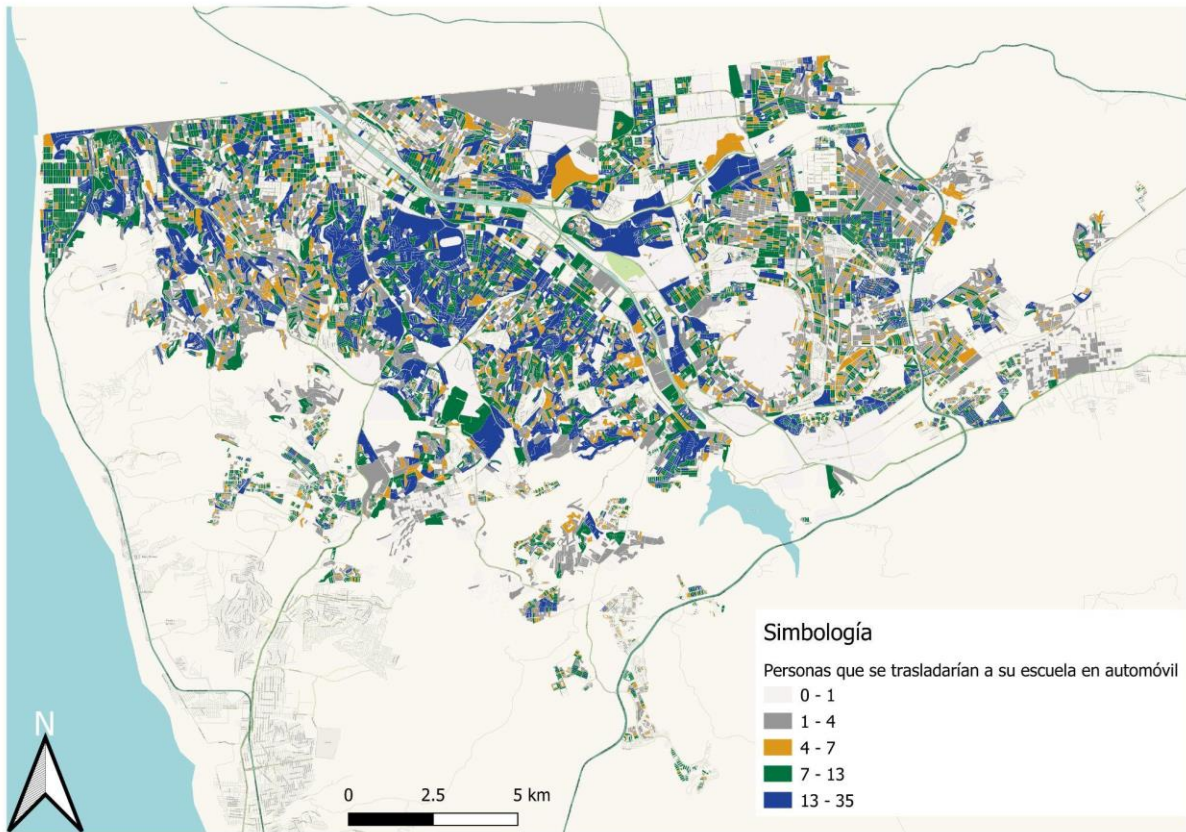 Simbología
Personas que se trasladarían a su escuela en automóvil
0 - 1
1 - 4
4 - 7
7 - 13
13 - 35
N
0 2.5 5 km